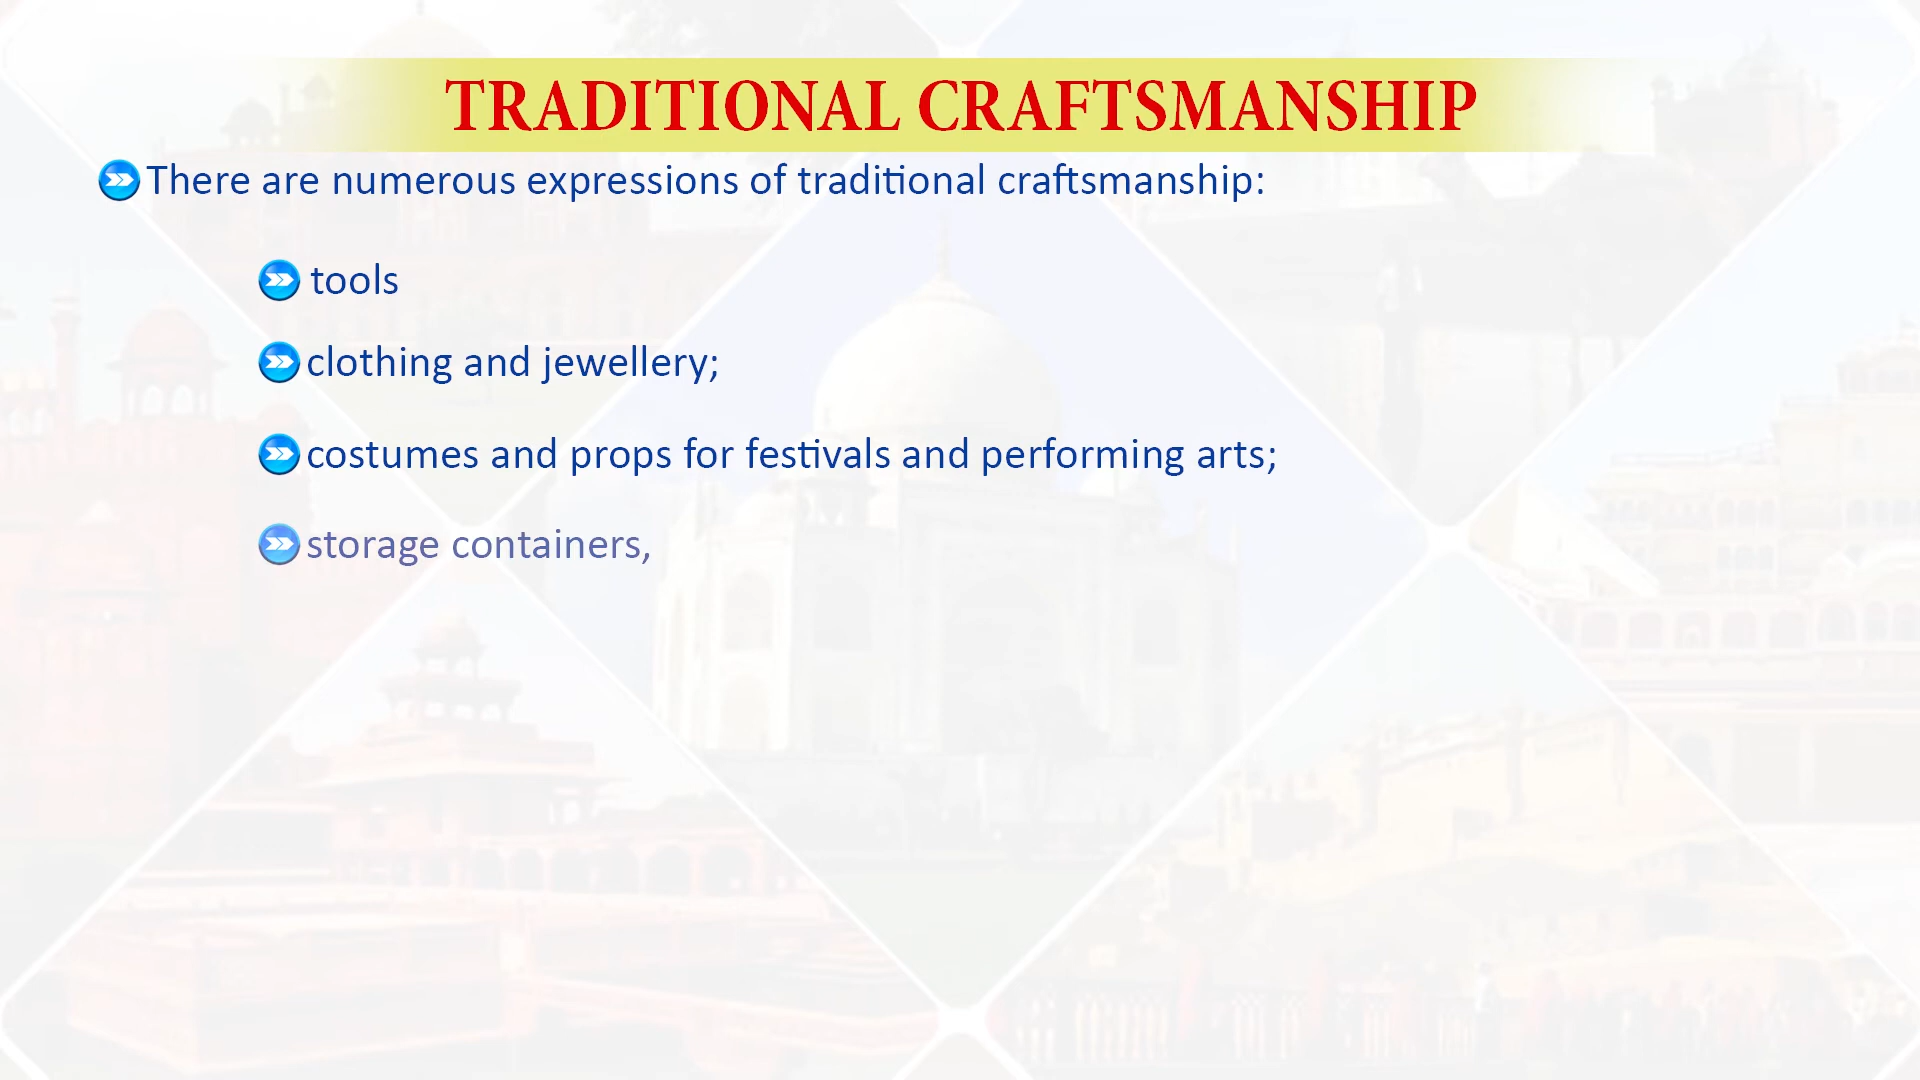 TRADITIONAL CRAFTSMANSHIP
There are numerous expressions of traditional craftsmanship:
tools
clothing and jewellery;
costumes and props for festivals and performing arts;
storage containers,